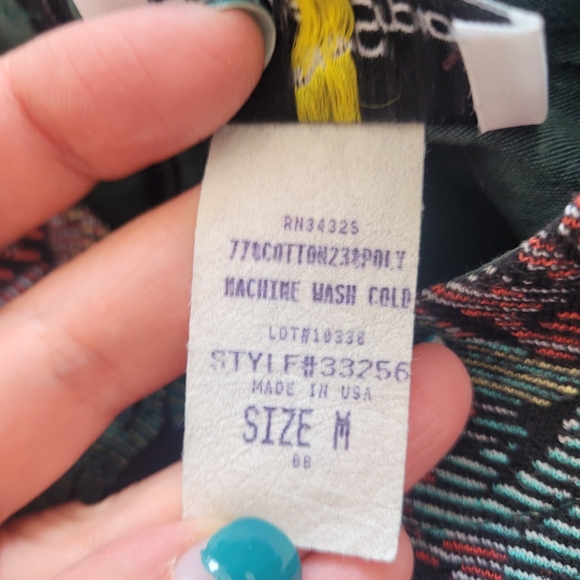 RN34325
77%COTTON23%POLY
MACHINE WASH COLD
LOT#10338
STYLE#33256
MADE IN USA
SIZE M
BB